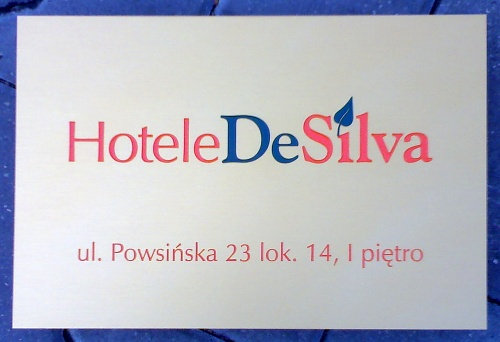 HoteleDeSilva
ul. Powsińska 23 lok. 14, I piętro